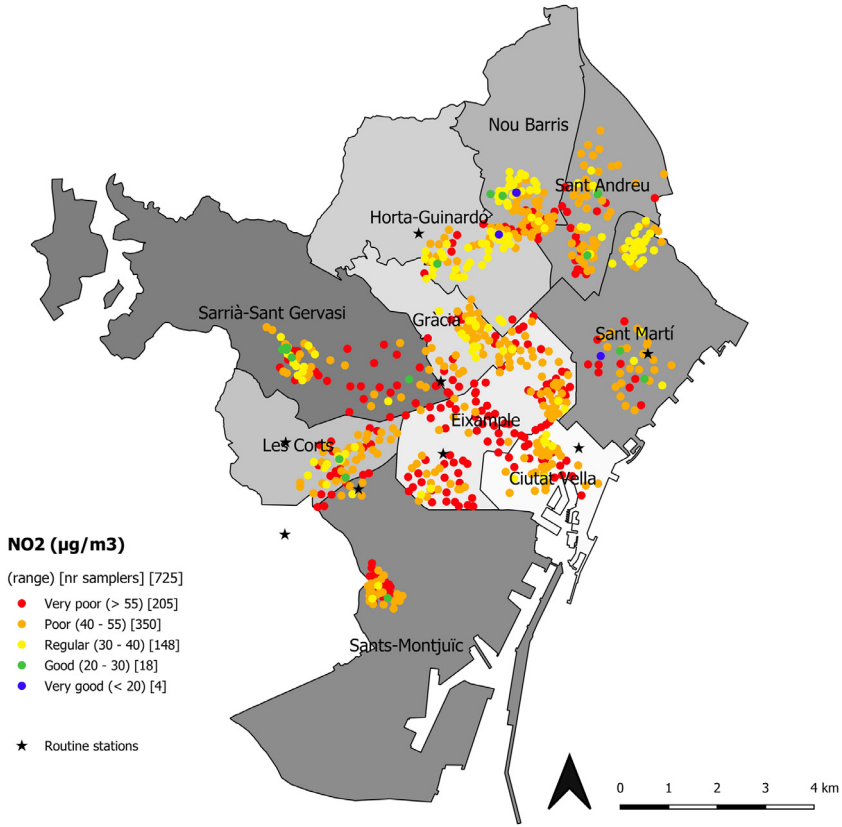 Nou Barris
Sant Andreu
Horta-Guinardó
Sarrià-Sant Gervasi
Gràcia
Sant Martí
Eixample
Les Corts
Ciutat Vella
NO2 (µg/m3)
(range) [nr samplers] [725]
Very poor (> 55) [205]
Poor (40 - 55) [350]
Regular (30 - 40) [148]
Good (20 - 30) [18]
Very good (< 20) [4]
Routine stations
Sants-Montjuïc
0 1 2 3 4 km